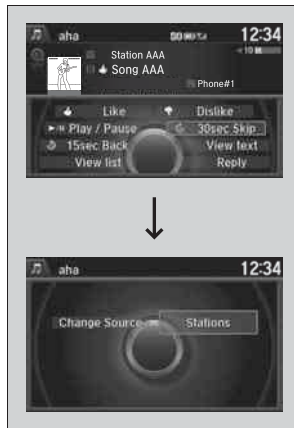 aha 12:34
Station AAA
Song AAA
Phone#1
Like Dislike
Play / Pause 30sec Skip
15sec Back View text
View list Reply
aha 12:34
Change Source Stations